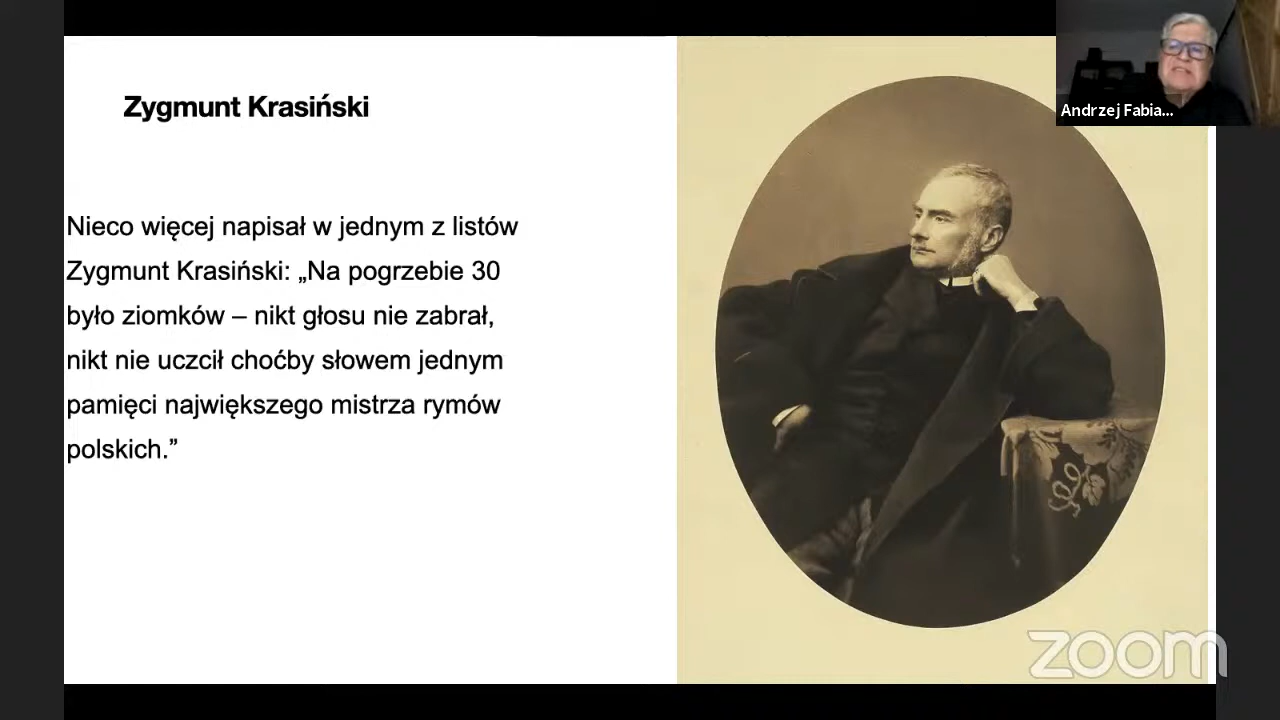 Zygmunt Krasiński
Nieco więcej napisał w jednym z listów
Zygmunt Krasiński: „Na pogrzebie 30
było ziomków – nikt głosu nie zabrał,
nikt nie uczcił choćby słowem jednym
pamięci największego mistrza rymów
polskich.”
Andrzej Fabia...
zoom